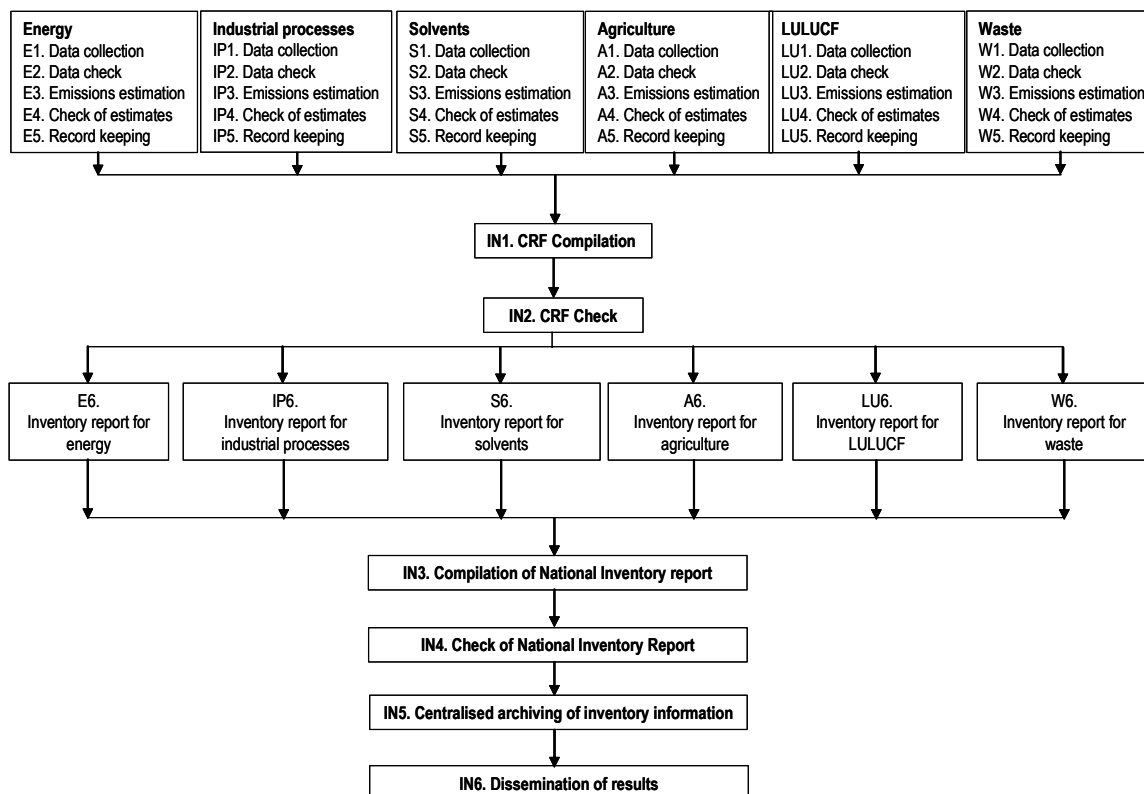 Energy
E1. Data collection
E2. Data check
E3. Emissions estimation
E4. Check of estimates
E5. Record keeping
Industrial processes
IP1. Data collection
IP2. Data check
IP3. Emissions estimation
IP4. Check of estimates
IP5. Record keeping
Solvents
S1. Data collection
S2. Data check
S3. Emissions estimation
S4. Check of estimates
S5. Record keeping
Agriculture
A1. Data collection
A2. Data check
A3. Emissions estimation
A4. Check of estimates
A5. Record keeping
LULUCF
LU1. Data collection
LU2. Data check
LU3. Emissions estimation
LU4. Check of estimates
LU5. Record keeping
Waste
W1. Data collection
W2. Data check
W3. Emissions estimation
W4. Check of estimates
W5. Record keeping
IN1. CRF Compilation
IN2. CRF Check
E6.
Inventory report for
energy
IP6.
Inventory report for
industrial processes
S6.
Inventory report for
solvents
A6.
Inventory report for
agriculture
LU6.
Inventory report for
LULUCF
W6.
Inventory report for
waste
IN3. Compilation of National Inventory report
IN4. Check of National Inventory Report
IN5. Centralised archiving of inventory information
IN6. Dissemination of results